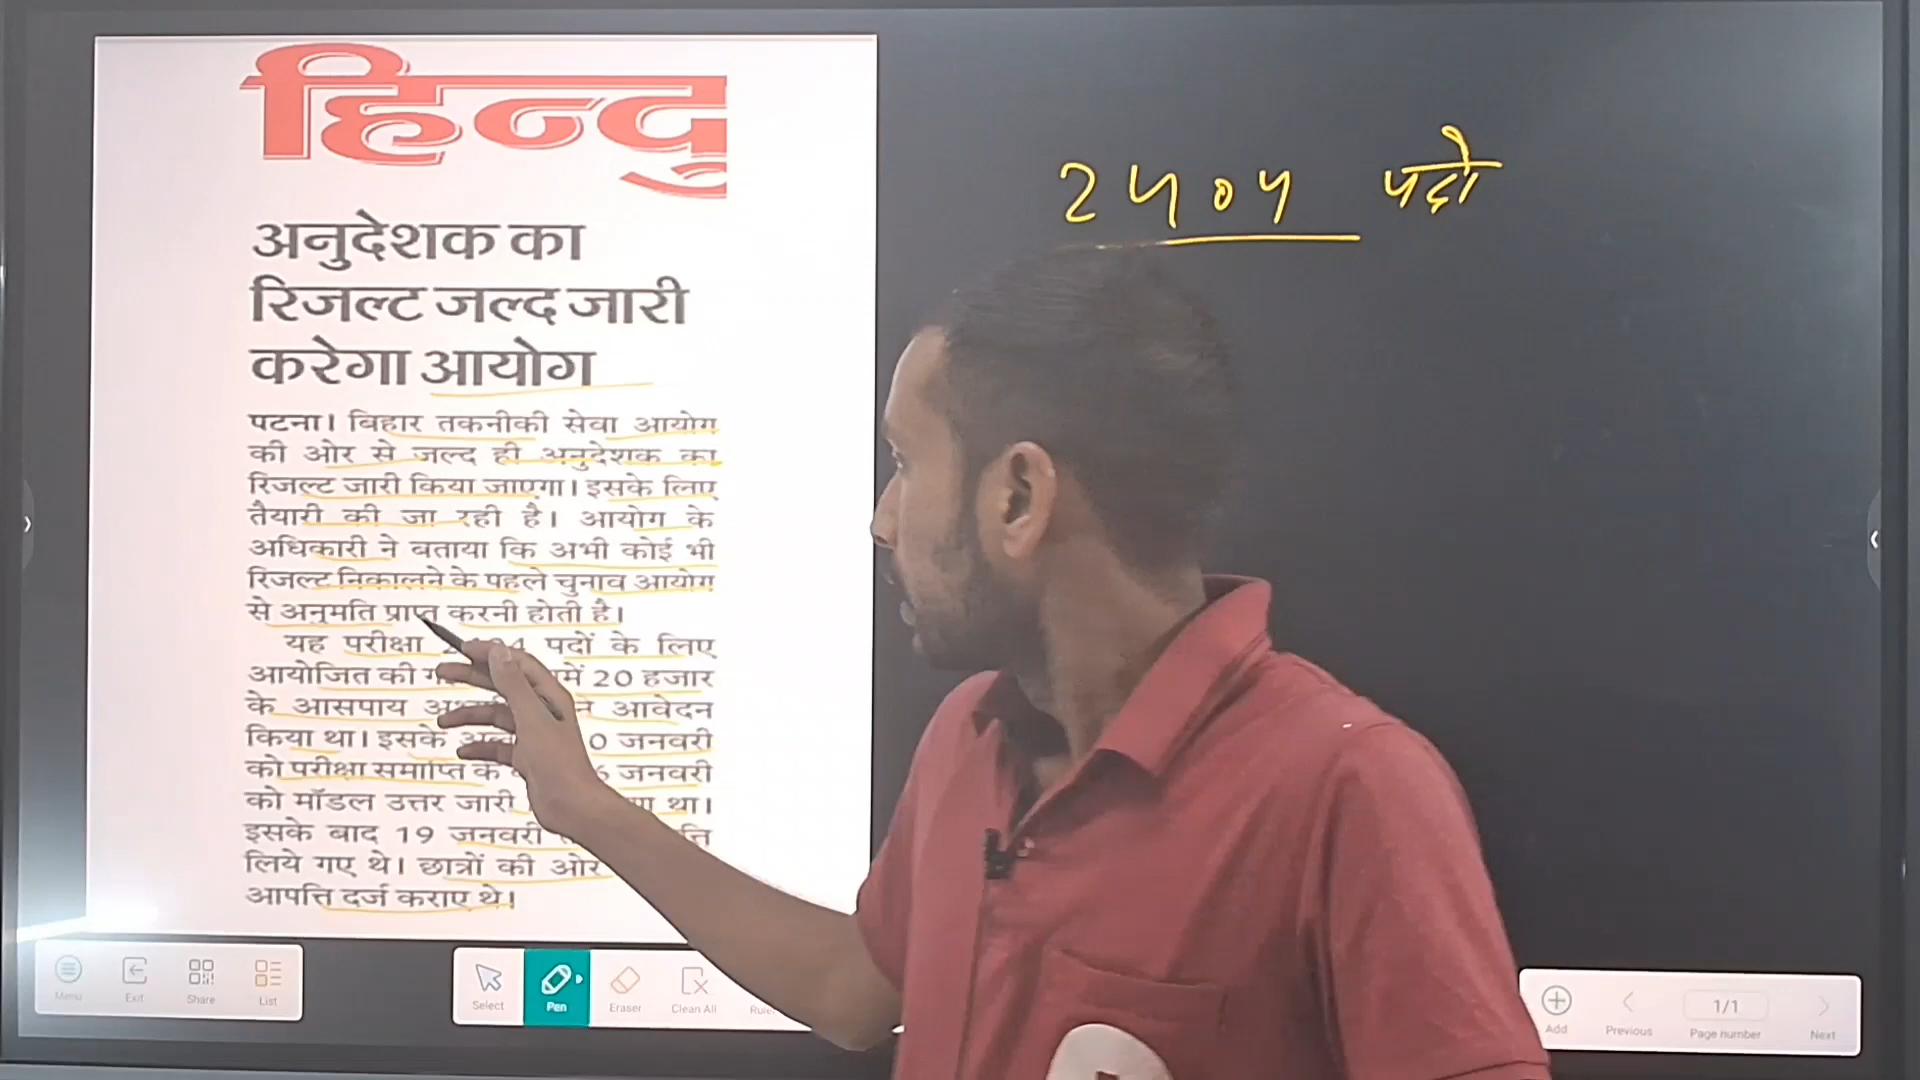 हिन्दु
अनुदेशक का
रिजल्ट जल्द जारी
करेगा आयोग
पटना। बिहार तकनीकी सेवा आयोग
की ओर से जल्द ही अनुदेशक का
रिजल्ट जारी किया जाएगा। इसके लिए
तैयारी की जा रही है। आयोग के
अधिकारी ने बताया कि अभी कोई भी
रिजल्ट निकालने के पहले चुनाव आयोग
से अनुमति प्राप्त करनी होती है।
यह परीक्षा पदों के लिए
आयोजित की 20 हजार
के आसपाय आवेदन
किया था। इसके जनवरी
को परीक्षा समाप्ति के जनवरी
को मॉडल उत्तर जारी था।
इसके बाद 19 जनवरी
लिये गए थे। छात्रों की ओर
आपत्ति दर्ज कराए थे।
पदो
Menu
Exit
Share
List
Select
Pen
Eraser
Clean All
Add
Previous
1/1
Page number
Next